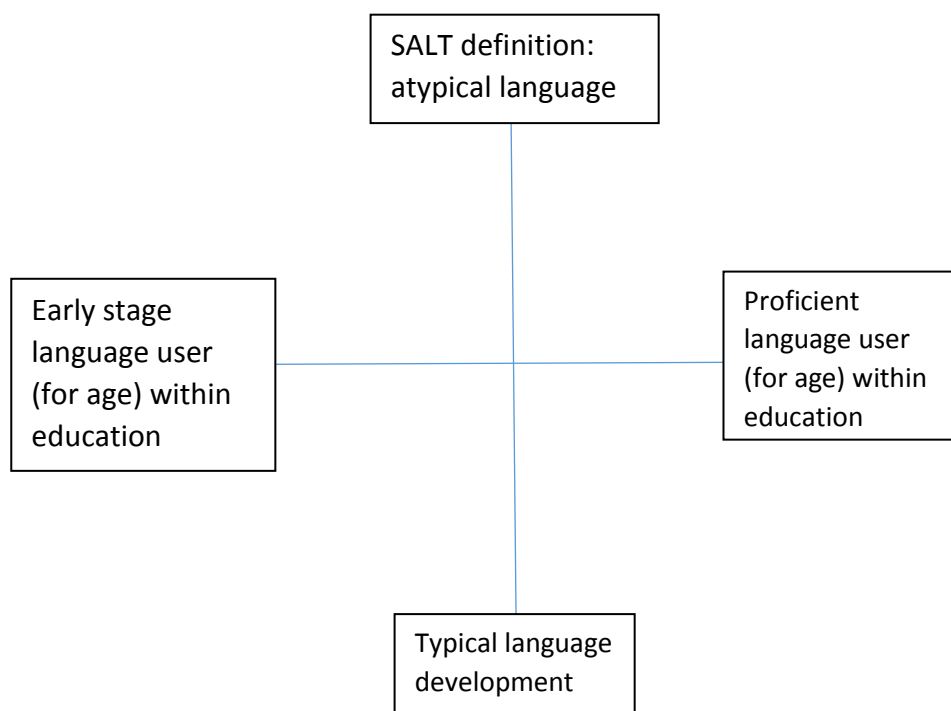 SALT definition:
atypical language
Early stage
language user
(for age) within
education
Proficient
language user
(for age) within
education
Typical language
development